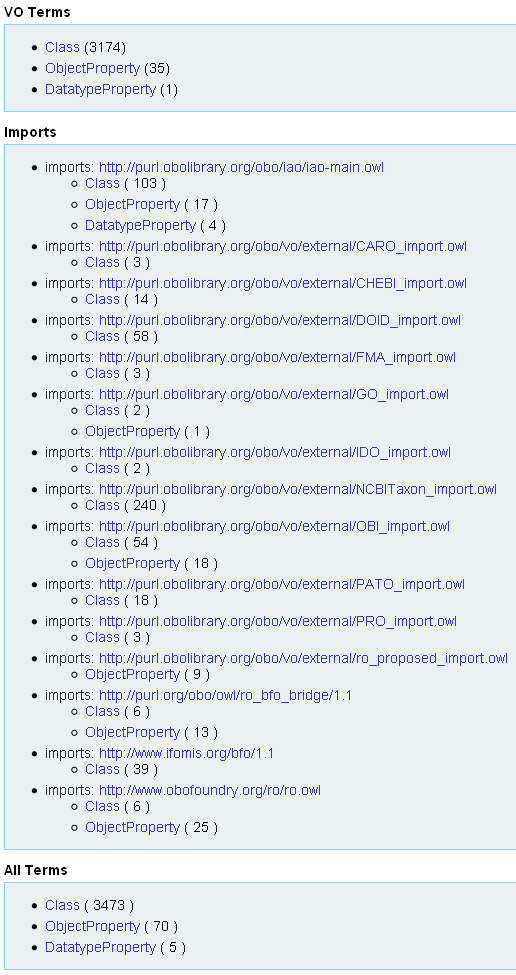 VO Terms
Class (3174)
ObjectProperty (35)
DatatypeProperty (1)
Imports
imports: http://purl.obolibrary.org/obo/iao/iao-main.owl
Class ( 103 )
ObjectProperty ( 17 )
DatatypeProperty ( 4 )
imports: http://purl.obolibrary.org/obo/vo/external/CARO_import.owl
Class ( 3 )
imports: http://purl.obolibrary.org/obo/vo/external/CHEBI_import.owl
Class ( 14 )
imports: http://purl.obolibrary.org/obo/vo/external/DOID_import.owl
Class ( 58 )
imports: http://purl.obolibrary.org/obo/vo/external/FMA_import.owl
Class ( 3 )
imports: http://purl.obolibrary.org/obo/vo/external/GO_import.owl
Class ( 2 )
ObjectProperty ( 1 )
imports: http://purl.obolibrary.org/obo/vo/external/IDO_import.owl
Class ( 2 )
imports: http://purl.obolibrary.org/obo/vo/external/NCBITaxon_import.owl
Class ( 240 )
imports: http://purl.obolibrary.org/obo/vo/external/OBI_import.owl
Class ( 54 )
ObjectProperty ( 18 )
imports: http://purl.obolibrary.org/obo/vo/external/PATO_import.owl
Class ( 18 )
imports: http://purl.obolibrary.org/obo/vo/external/PRO_import.owl
Class ( 3 )
imports: http://purl.obolibrary.org/obo/vo/external/ro_proposed_import.owl
ObjectProperty ( 9 )
imports: http://purl.org/obo/owl/ro_bfo_bridge/1.1
Class ( 6 )
ObjectProperty ( 13 )
imports: http://www.ifomis.org/bfo/1.1
Class ( 39 )
imports: http://www.obofoundry.org/ro/ro.owl
Class ( 6 )
ObjectProperty ( 25 )
All Terms
Class ( 3473 )
ObjectProperty ( 70 )
DatatypeProperty ( 5 )